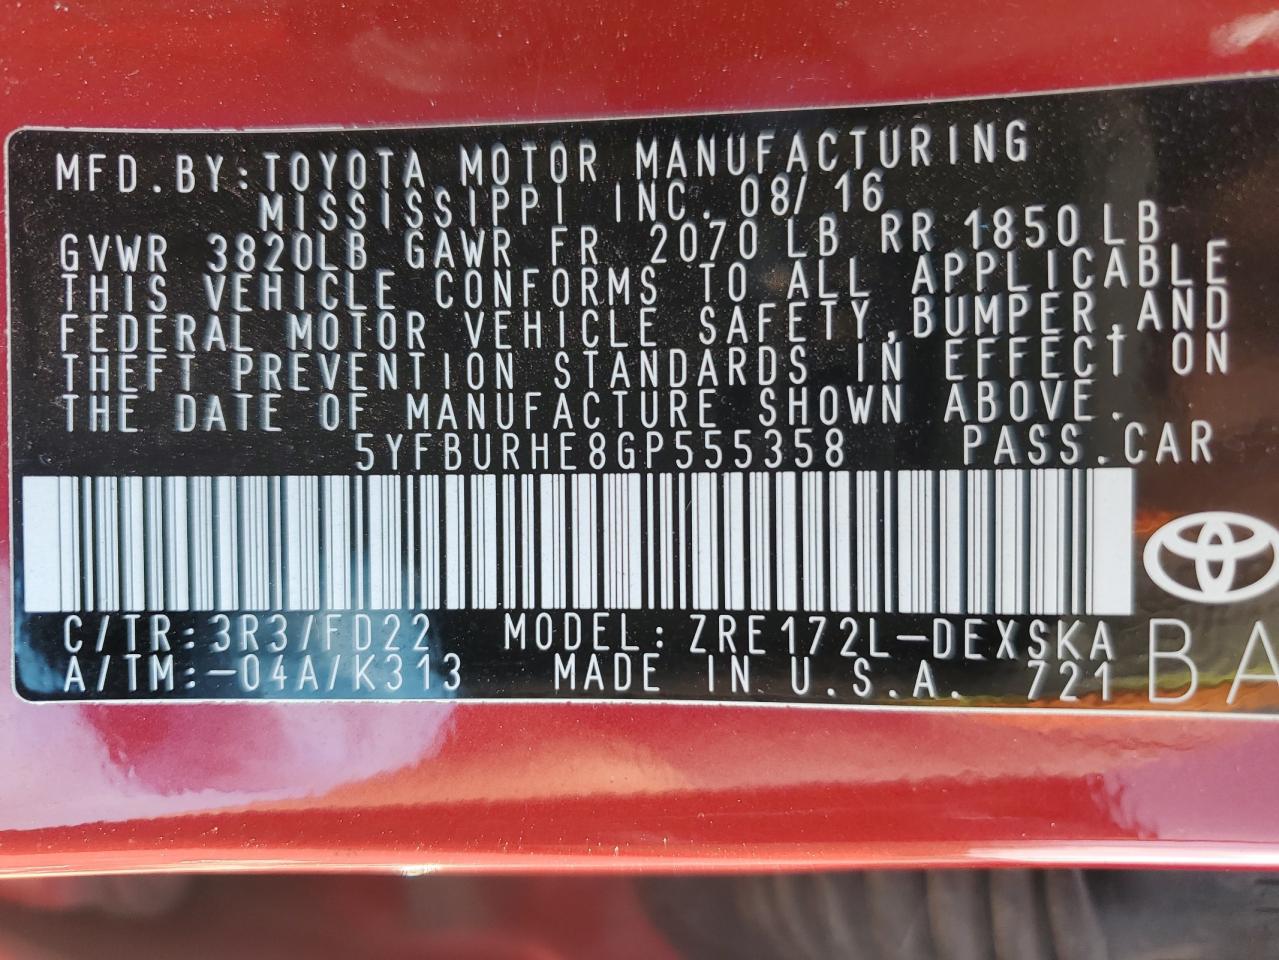 MFD.BY:TOYOTA MOTOR MANUFACTURING
MISSISSIPPI INC. 08/ 16
GVWR 3820LB GAWR FR 2070 LB RR 1850 LB
THIS VEHICLE CONFORMS TO ALL APPLICABLE
FEDERAL MOTOR VEHICLE SAFETY,BUMPER,AND
THEFT PREVENTION STANDARDS IN EFFECT ON
THE DATE OF MANUFACTURE SHOWN ABOVE.
5YFBURHE8GP555358 PASS.CAR
C/TR:3R3/FD22 MODEL: ZRE172L-DEXSKA
A/TM:-04A/K313 MADE IN U.S.A. 721 BA